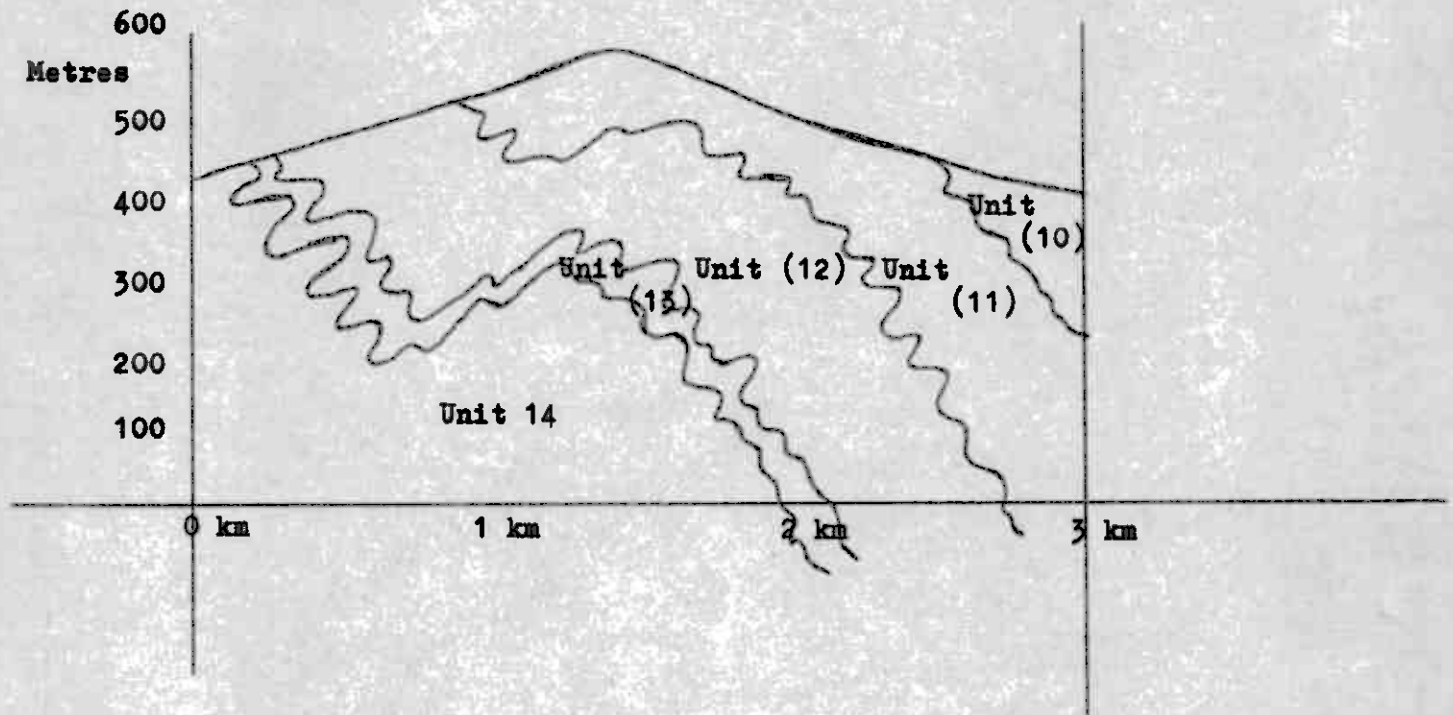 600
Metres
500
400
Unit
(10)
300
Unit
(13)
Unit (12)
Unit
(11)
200
100
Unit 14
0 km
1 km
2 km
3 km